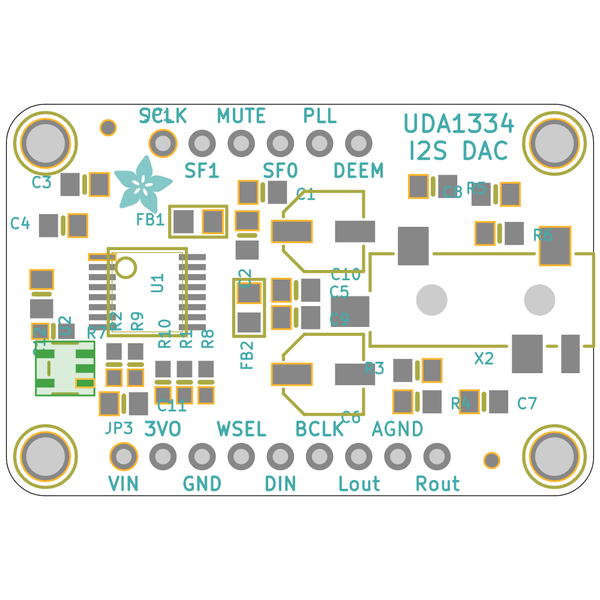 SCLK MUTE PLL
SF1 SF0 DEEM
UDA1334
I2S DAC
C3
C1
C8 R5
C4
FB1
R6
U1
C2
C10
C5
C9
U2
R7
R2
R9
R10
R1
R8
FB2
X2
R3
C11
JP3
C6
R4
C7
3VO WSEL BCLK AGND
VIN GND DIN Lout Rout